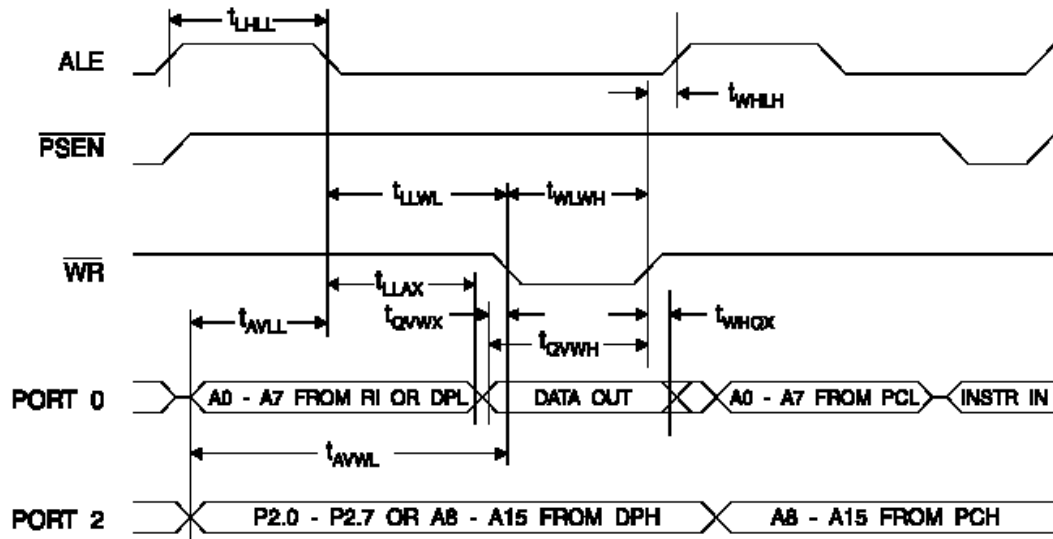 tLHLL
ALE
tWHLH
PSEN
tLLWL
tWLWH
WR
tLLAX
tAVLL
tQVWX
tWHQX
tQVWH
PORT 0
A0 - A7 FROM RI OR DPL
DATA OUT
A0 - A7 FROM PCL
INSTR IN
tAVWL
PORT 2
P2.0 - P2.7 OR A8 - A15 FROM DPH
A8 - A15 FROM PCH